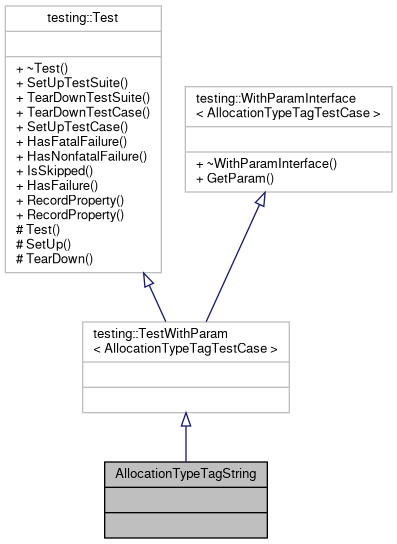 testing::Test
+ ~Test()
+ SetUpTestSuite()
+ TearDownTestSuite()
+ TearDownTestCase()
+ SetUpTestCase()
+ HasFatalFailure()
+ HasNonfatalFailure()
+ IsSkipped()
+ HasFailure()
+ RecordProperty()
+ RecordProperty()
# Test()
# SetUp()
# TearDown()
testing::WithParamInterface
< AllocationTypeTagTestCase >
+ ~WithParamInterface()
+ GetParam()
testing::TestWithParam
< AllocationTypeTagTestCase >
AllocationTypeTagString